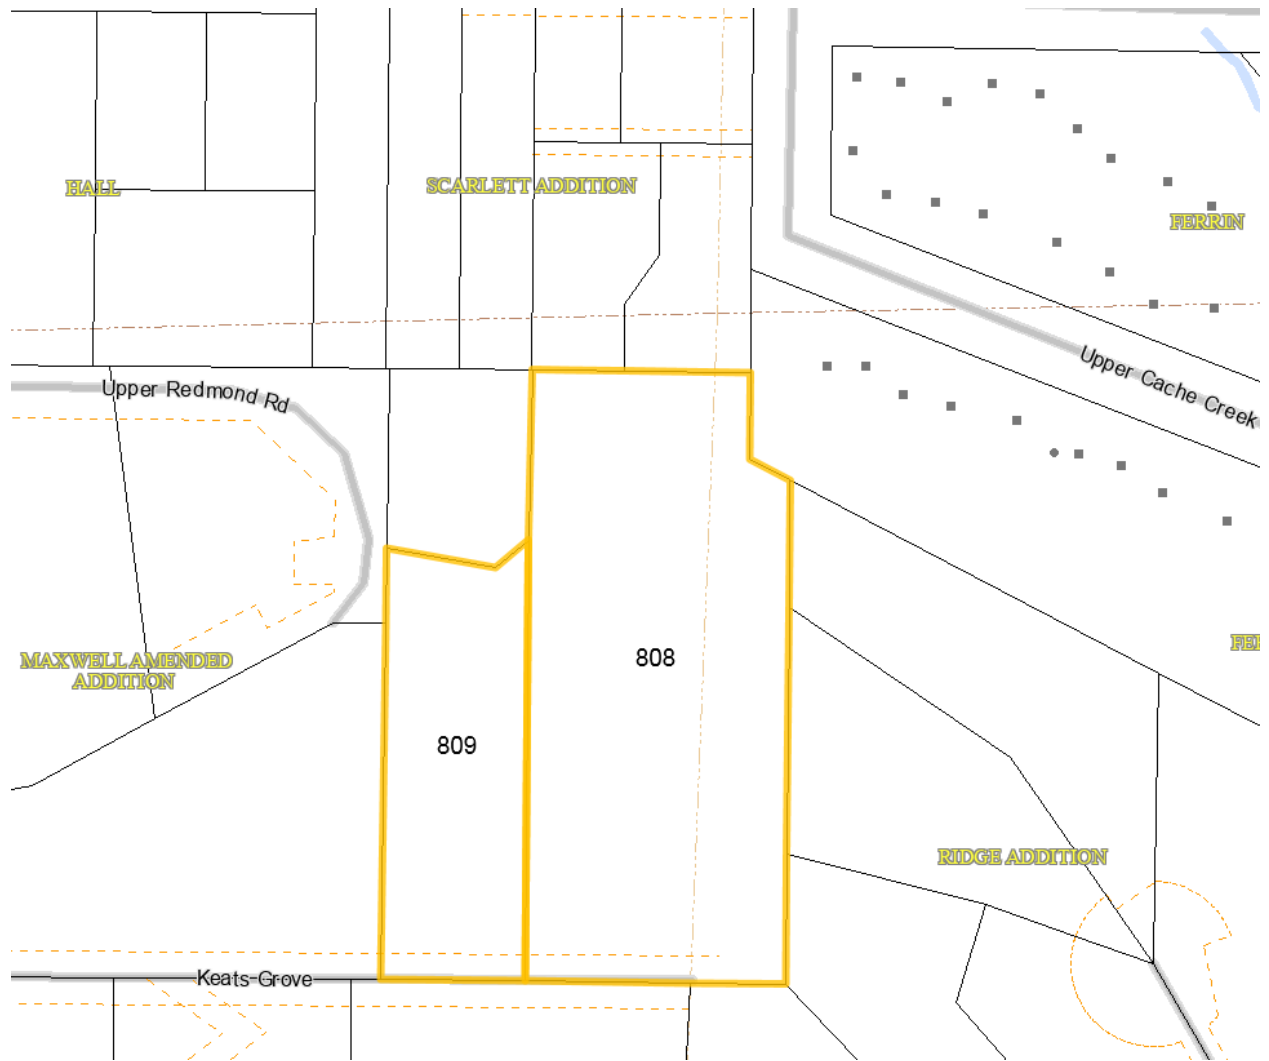 HALL
SCARLETT ADDITION
FERRIN
Upper Redmond Rd
Upper Cache Creek
MAXWELL AMENDED
ADDITION
808
809
RIDGE ADDITION
Keats Grove